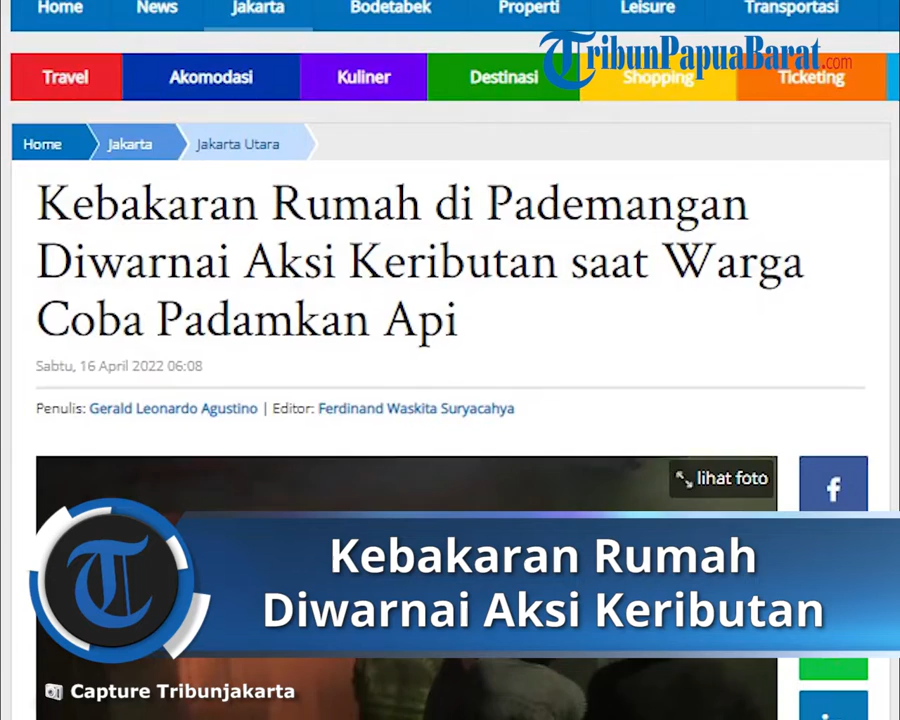 Home News Jakarta Bodetabek Properti Leisure Transportasi
TribunPapuaBarat.com
Travel Akomodasi Kuliner Destinasi Shopping Ticketing
Home Jakarta Jakarta Utara
Kebakaran Rumah di Pademangan
Diwarnai Aksi Keributan saat Warga
Coba Padamkan Api
Sabtu, 16 April 2022 06:08
Penulis: Gerald Leonardo Agustino | Editor: Ferdinand Waskita Suryacahya
lihat foto
f
Kebakaran Rumah
Diwarnai Aksi Keributan
T
Capture Tribunjakarta